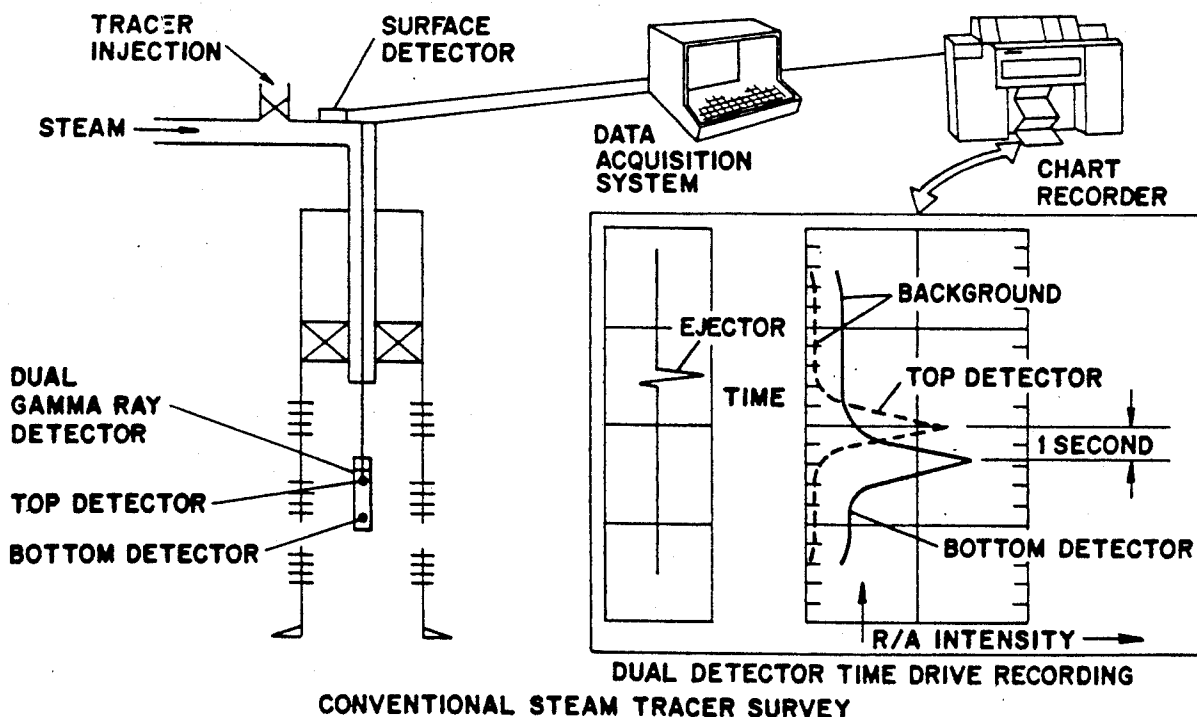 TRACER
INJECTION
SURFACE
DETECTOR
STEAM
DATA
ACQUISITION
SYSTEM
CHART
RECORDER
DUAL
GAMMA RAY
DETECTOR
TOP DETECTOR
BOTTOM DETECTOR
EJECTOR
TIME
BACKGROUND
TOP DETECTOR
1 SECOND
BOTTOM DETECTOR
R/A INTENSITY
DUAL DETECTOR TIME DRIVE RECORDING
CONVENTIONAL STEAM TRACER SURVEY